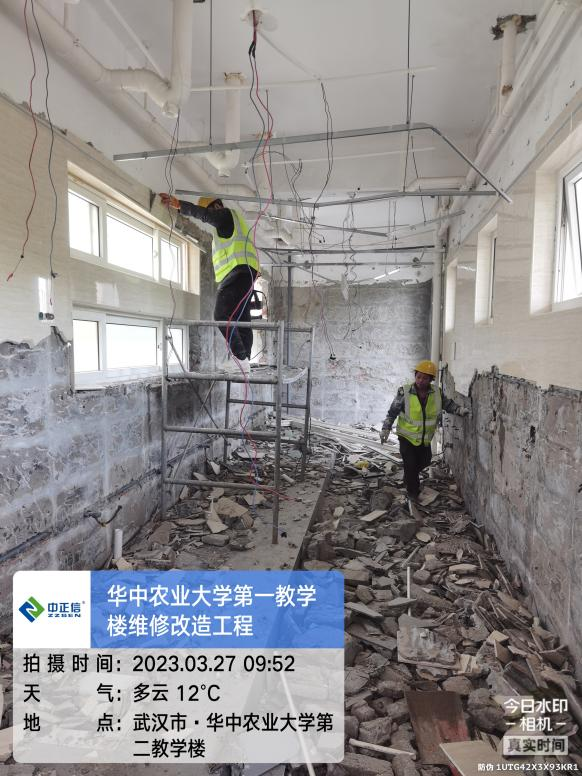 中正信®
ZZSEN
华中农业大学第一教学
楼维修改造工程
拍摄时间：2023.03.27 09:52
天气：多云 12°C
地点：武汉市·华中农业大学第
二教学楼
今日水印
相机
真实时间
防伪 1UTG42X3X93KR1